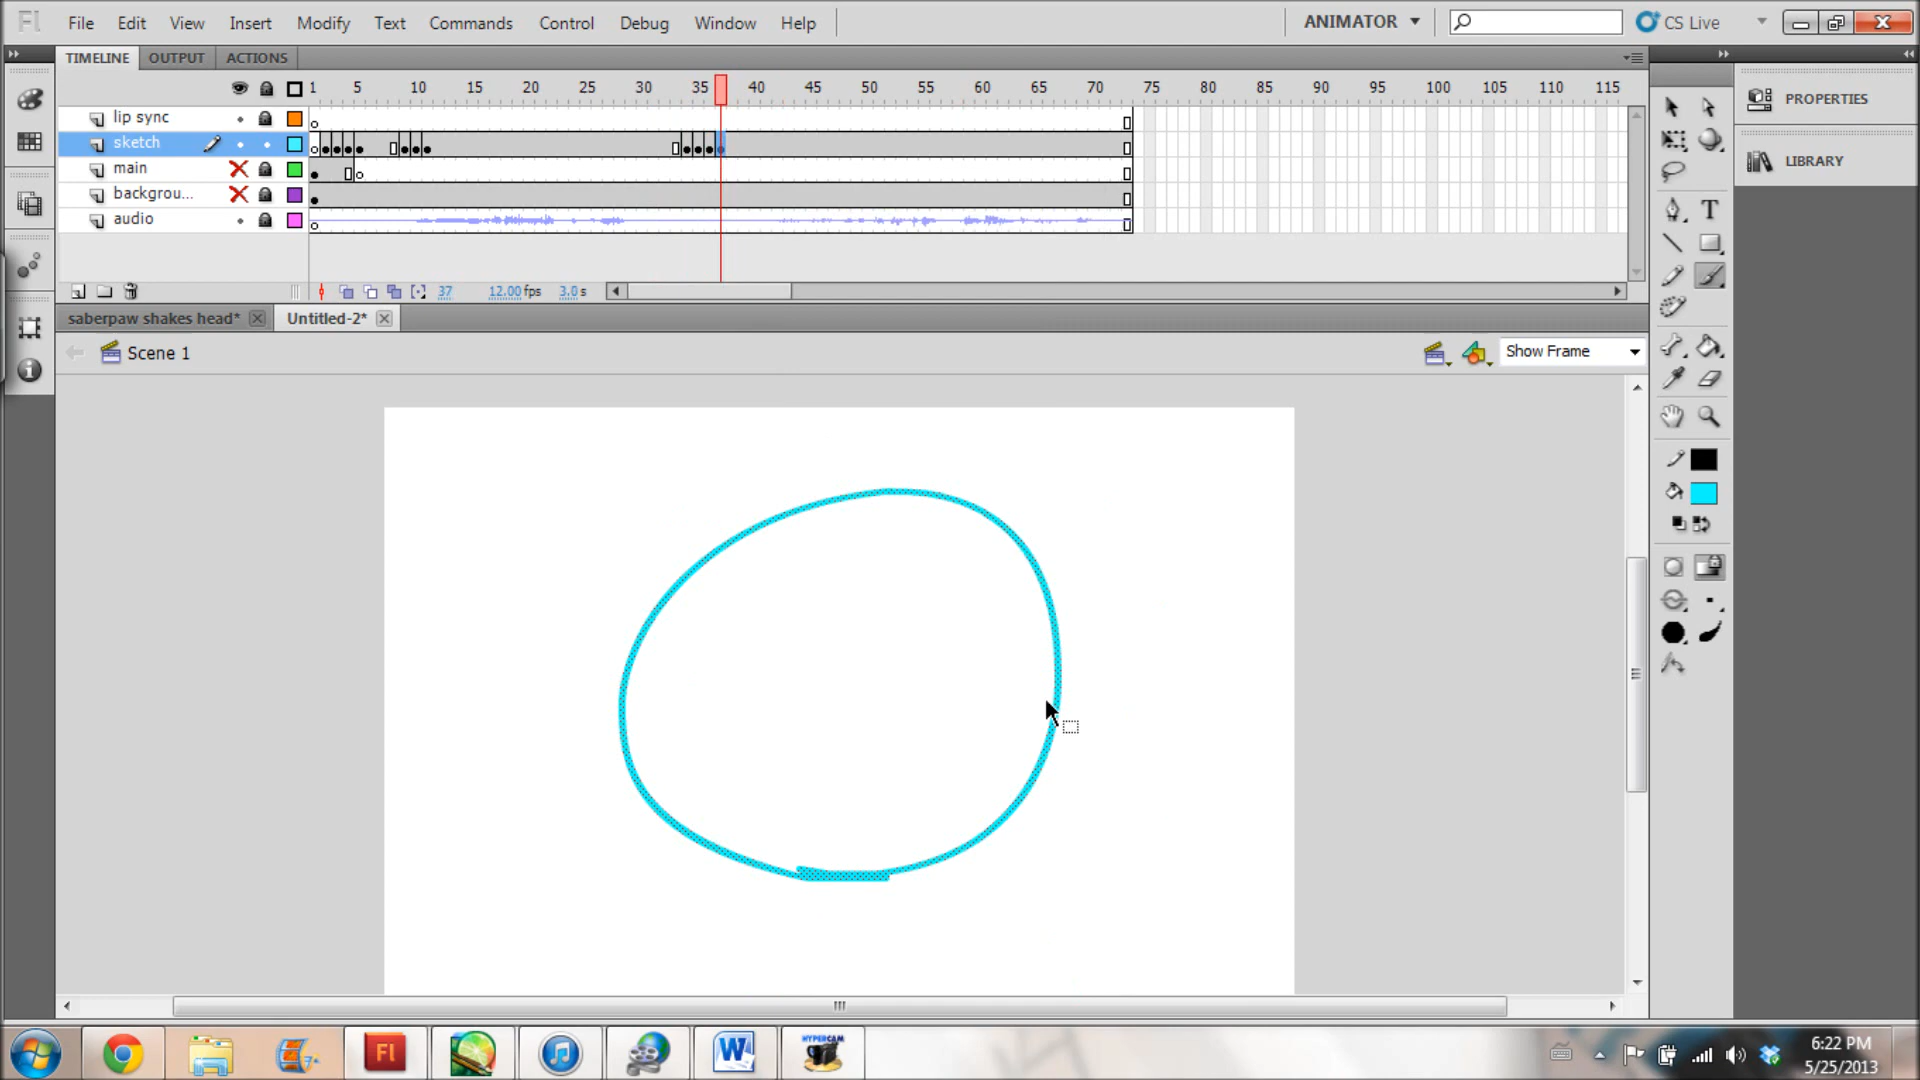 Fl File Edit View Insert Modify Text Commands Control Debug Window Help ANIMATOR CS Live
TIMELINE OUTPUT ACTIONS
1 5 10 15 20 25 30 35 40 45 50 55 60 65 70 75 80 85 90 95 100 105 110 115
lip sync
sketch
main
backgrou...
audio
37 12.00 fps 3.0 s
saberpaw shakes head* Untitled-2*
Scene 1 Show Frame
PROPERTIES
LIBRARY
T
Fl
W
HYPERCAM
6:22 PM
5/25/2013